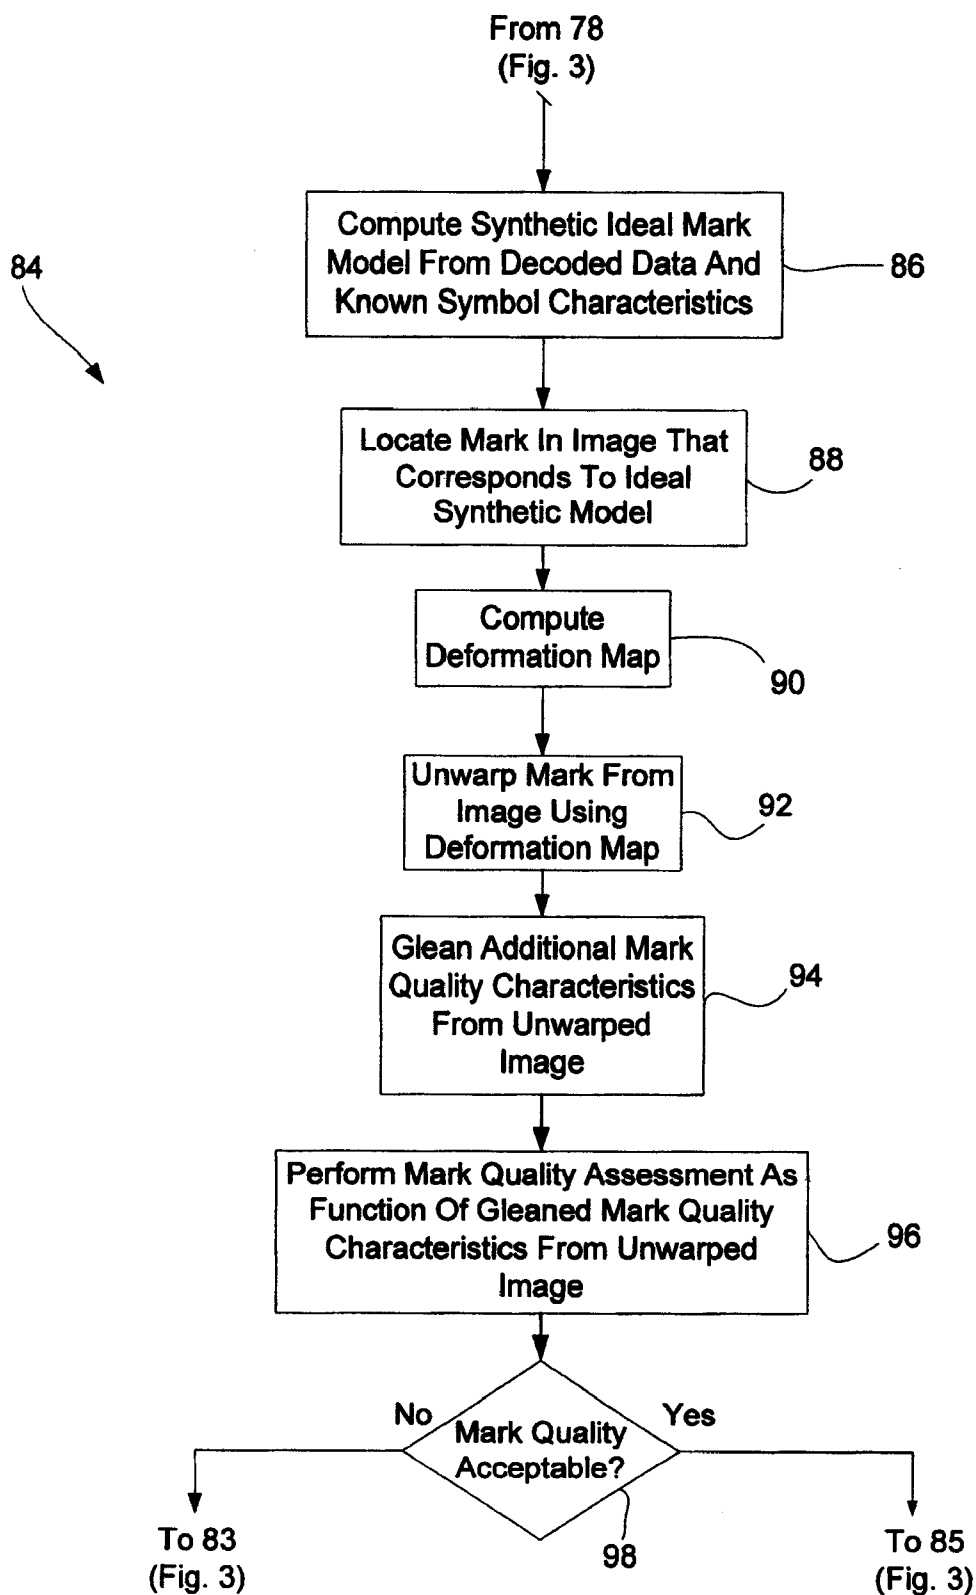 From 78
(Fig. 3)
84
Compute Synthetic Ideal Mark
Model From Decoded Data And
Known Symbol Characteristics
86
Locate Mark In Image That
Corresponds To Ideal
Synthetic Model
88
Compute
Deformation Map
90
Unwarp Mark From
Image Using
Deformation Map
92
Glean Additional Mark
Quality Characteristics
From Unwarped
Image
94
Perform Mark Quality Assessment As
Function Of Gleaned Mark Quality
Characteristics From Unwarped
Image
96
No
Yes
Mark Quality
Acceptable?
98
To 83
(Fig. 3)
To 85
(Fig. 3)